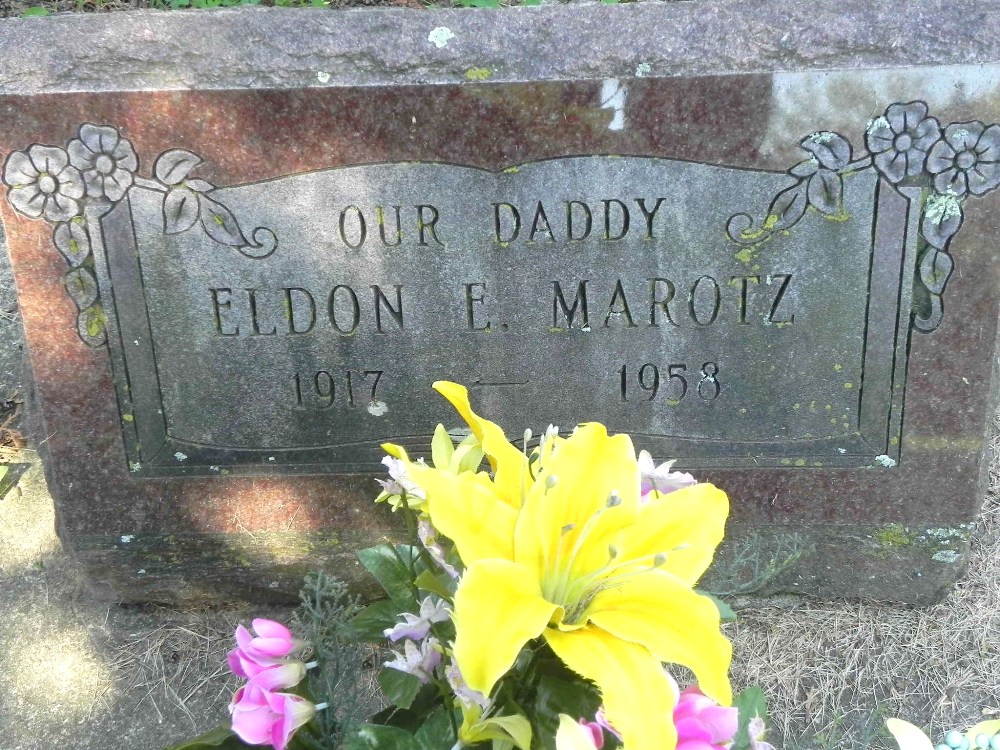 OUR DADDY
ELDON E. MAROTZ
1917 — 1958